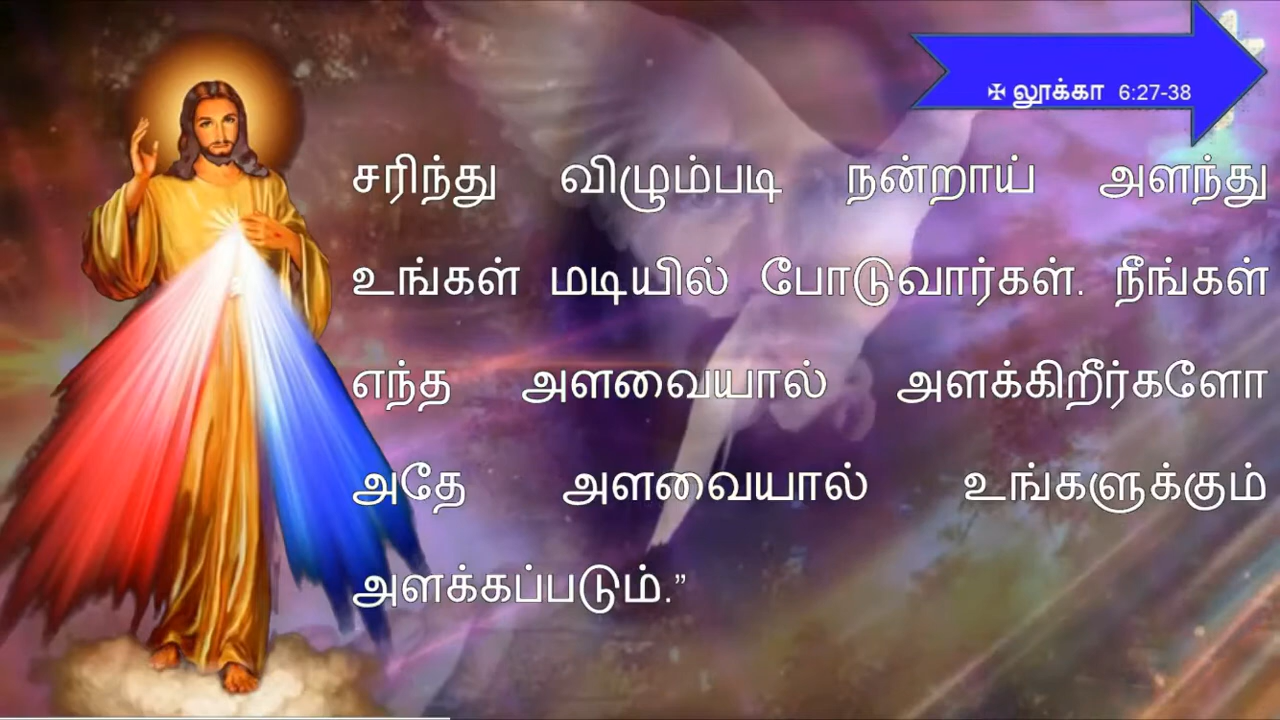 ✠ லூக்கா 6:27-38
சரிந்து விழும்படி நன்றாய் அளந்து
உங்கள் மடியில் போடுவார்கள். நீங்கள்
எந்த அளவையால் அளக்கிறீர்களோ
அதே அளவையால் உங்களுக்கும்
அளக்கப்படும்.”